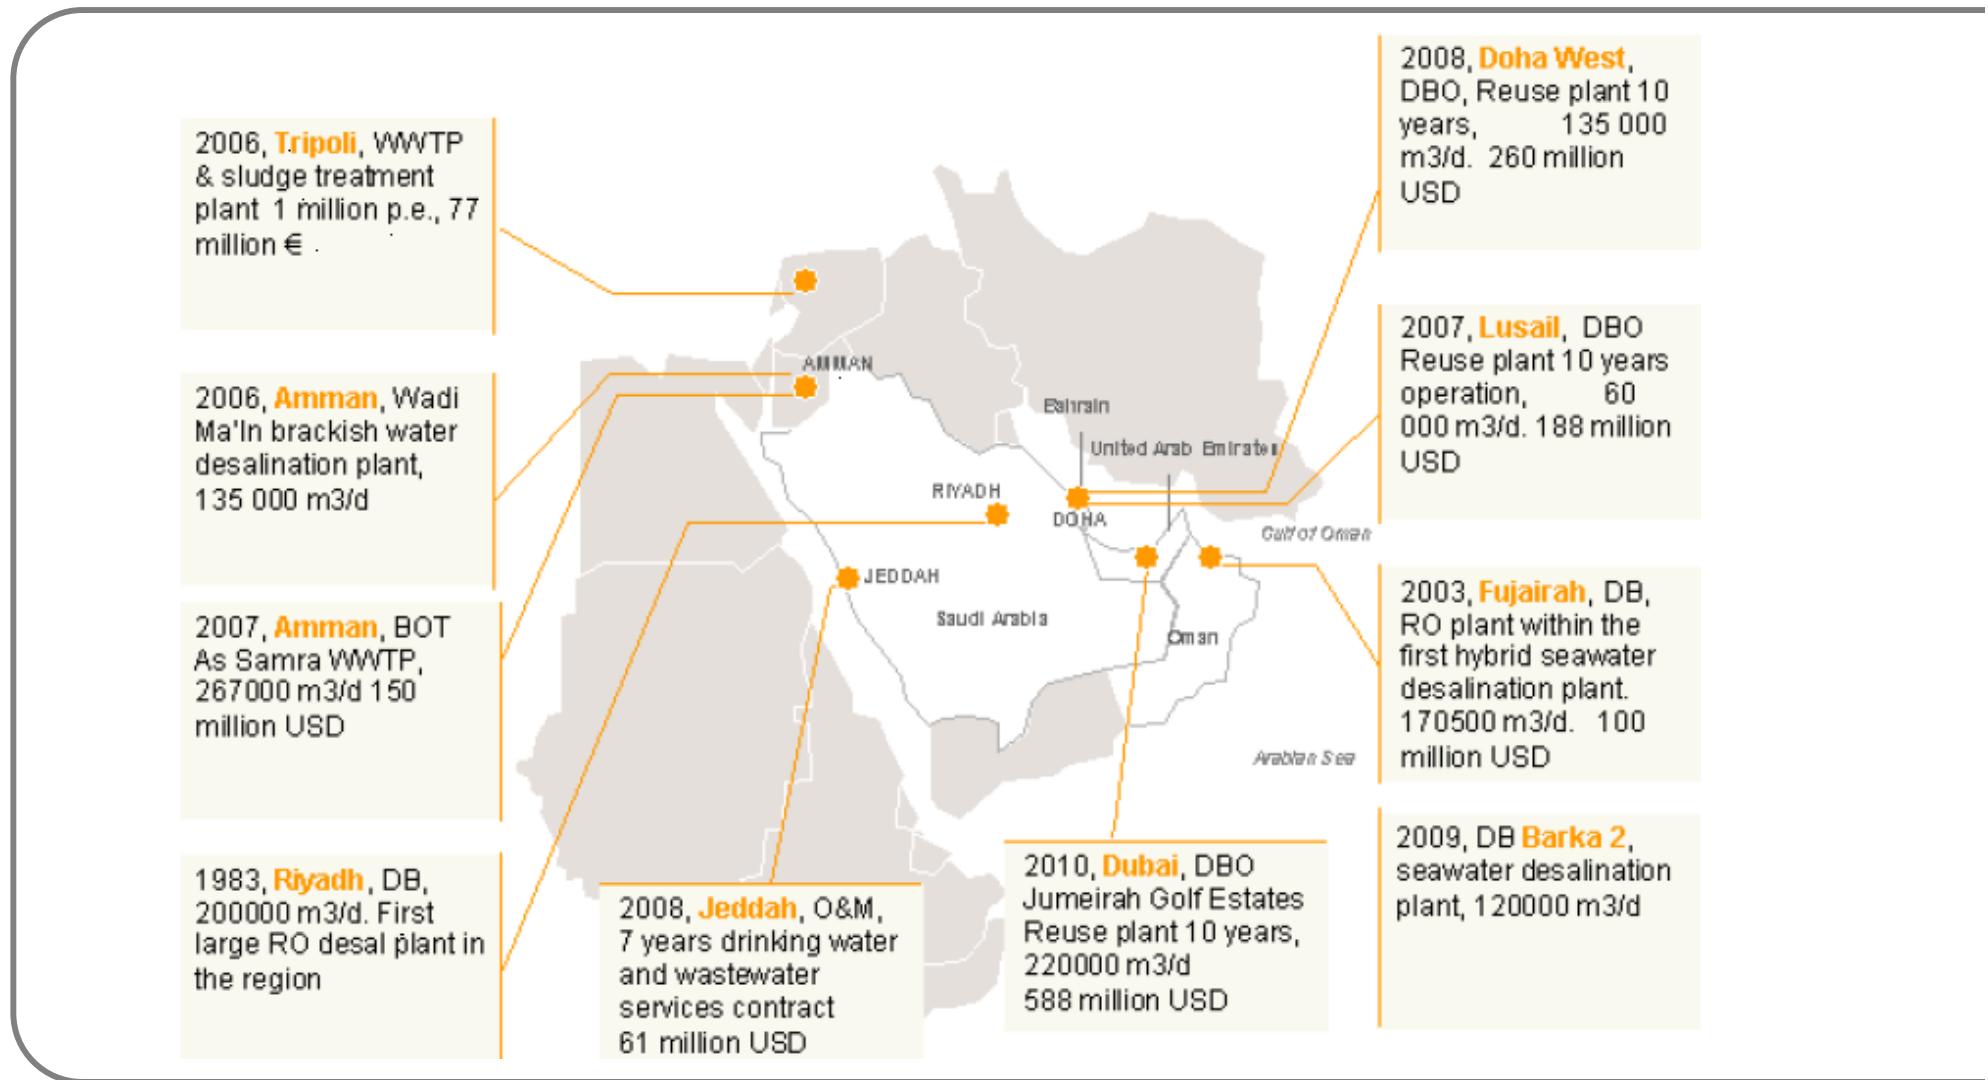 2006, Tripoli, WWTP
& sludge treatment
plant 1 million p.e., 77
million € .
2006, Amman, Wadi
Ma'In brackish water
desalination plant,
135 000 m3/d
2007, Amman, BOT
As Samra WWTP,
267000 m3/d 150
million USD
1983, Riyadh, DB,
200000 m3/d. First
large RO desal plant in
the region
2008, Jeddah, O&M,
7 years drinking water
and wastewater
services contract
61 million USD
2010, Dubai, DBO
Jumeirah Golf Estates
Reuse plant 10 years,
220000 m3/d
588 million USD
2008, Doha West,
DBO, Reuse plant 10
years, 135 000
m3/d. 260 million
USD
2007, Lusail, DBO
Reuse plant 10 years
operation, 60
000 m3/d. 188 million
USD
2003, Fujairah, DB,
RO plant within the
first hybrid seawater
desalination plant.
170500 m3/d. 100
million USD
2009, DB Barka 2,
seawater desalination
plant, 120000 m3/d
AMMAN
Bahrain
United Arab Emirates
RIYADH
DOHA
Gulf of Oman
JEDDAH
Saudi Arabia
Oman
Arabian Sea